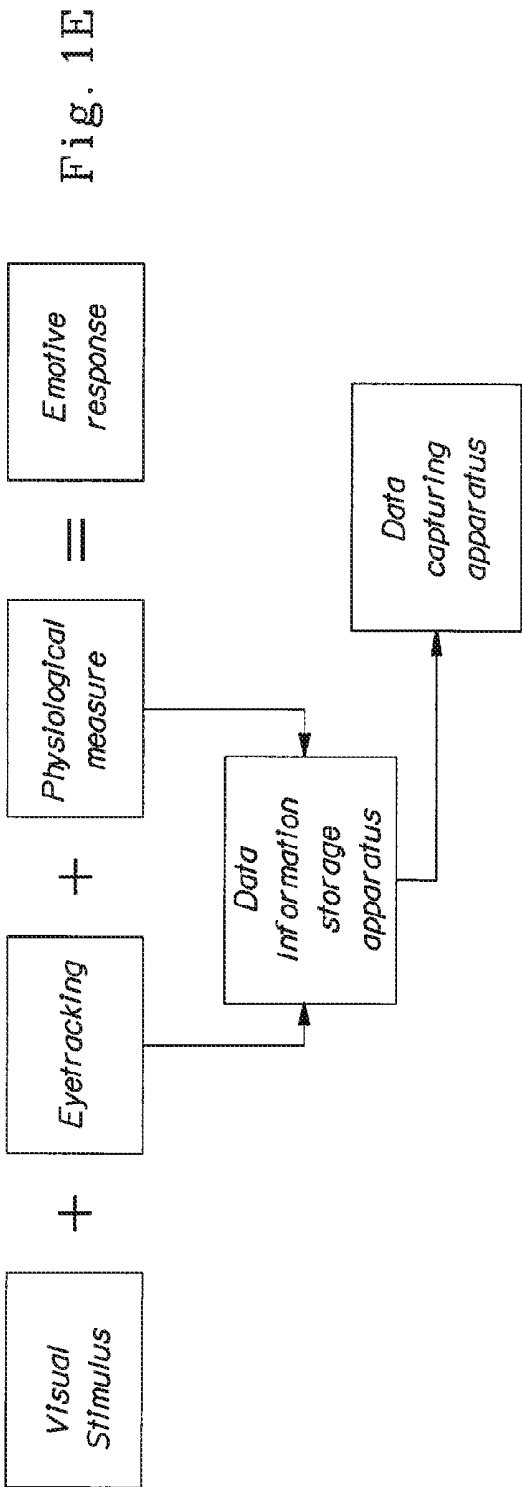 Fig. 1E
Visual
Stimulus
+
Eyetracking
+
Physiological
measure
=
Emotive
response
Data
Information
storage
apparatus
Data
capturing
apparatus